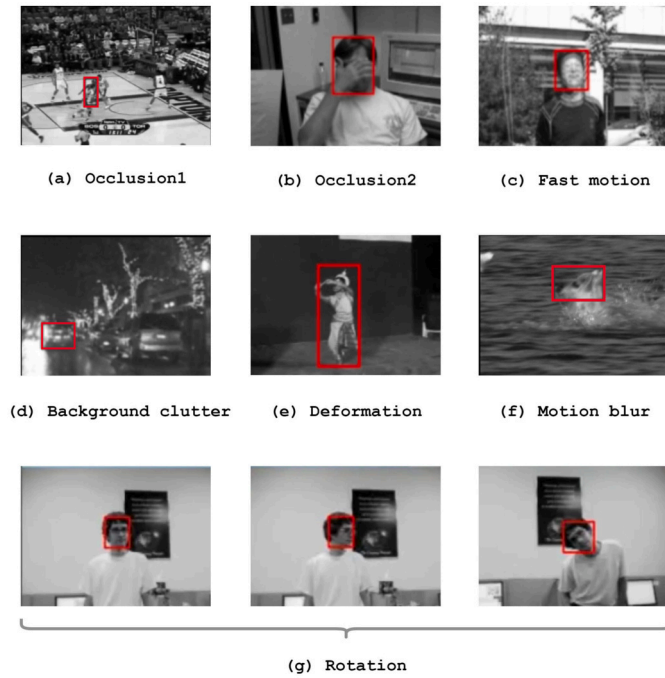 (a) Occlusion1
(b) Occlusion2
(c) Fast motion
(d) Background clutter
(e) Deformation
(f) Motion blur
(g) Rotation